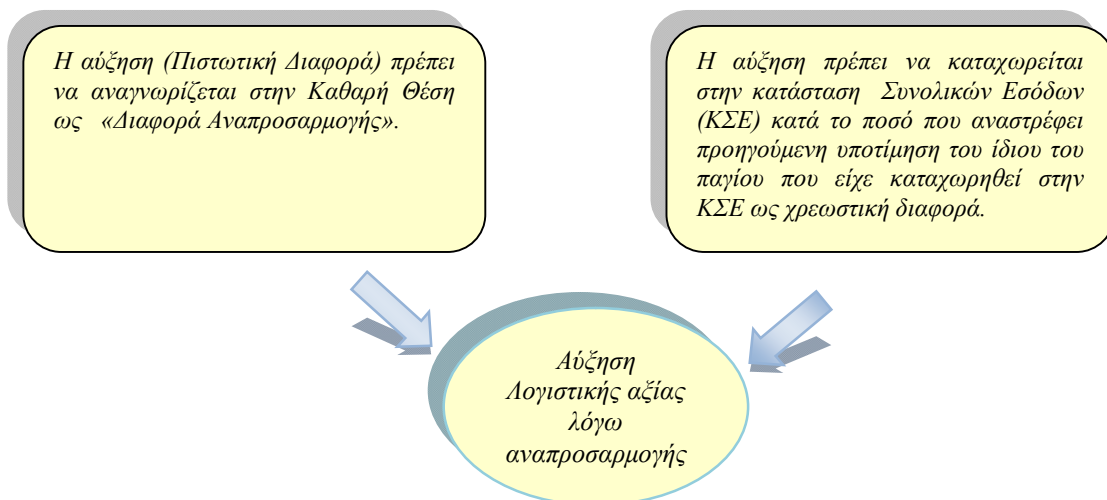 Η αύξηση (Πιστωτική Διαφορά) πρέπει
να αναγνωρίζεται στην Καθαρή Θέση
ως «Διαφορά Αναπροσαρμογής».
Η αύξηση πρέπει να καταχωρείται
στην κατάσταση Συνολικών Εσόδων
(ΚΣΕ) κατά το ποσό που αναστρέφει
προηγούμενη υποτίμηση του ίδιου του
παγίου που είχε καταχωρηθεί στην
ΚΣΕ ως χρεωστική διαφορά.
Αύξηση
Λογιστικής αξίας
λόγω
αναπροσαρμογής